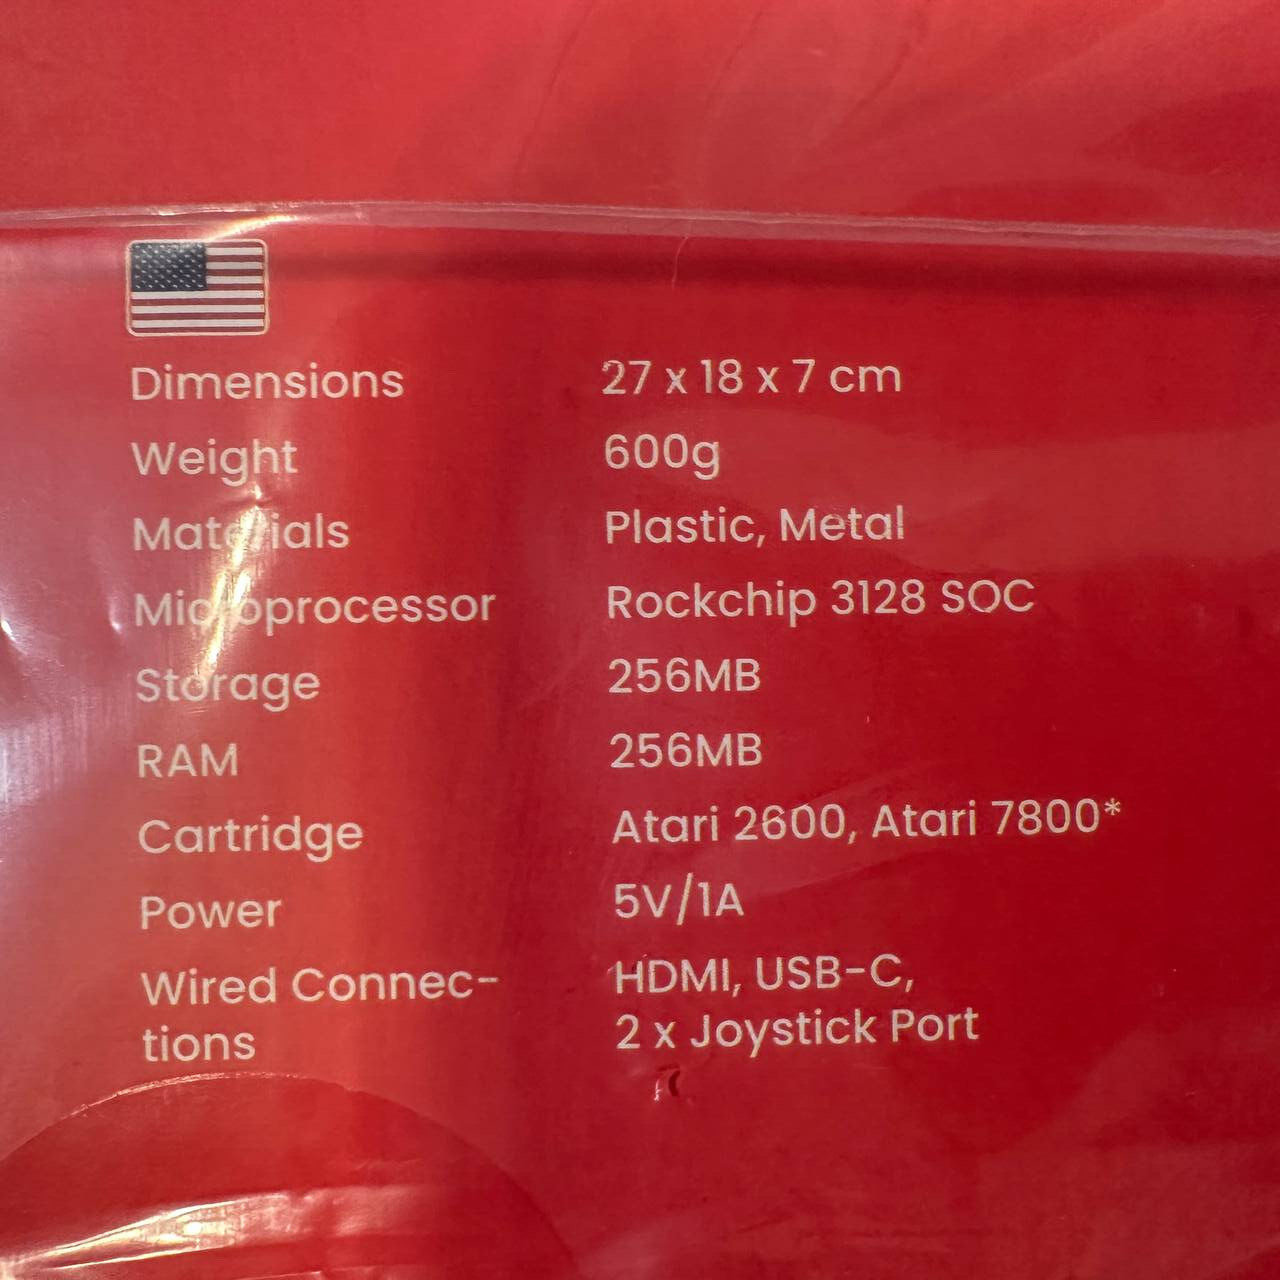 Dimensions 27 x 18 x 7 cm
Weight 600g
Materials Plastic, Metal
Microprocessor Rockchip 3128 SOC
Storage 256MB
RAM 256MB
Cartridge Atari 2600, Atari 7800*
Power 5V/1A
Wired Connec- HDMI, USB-C,
tions 2 x Joystick Port